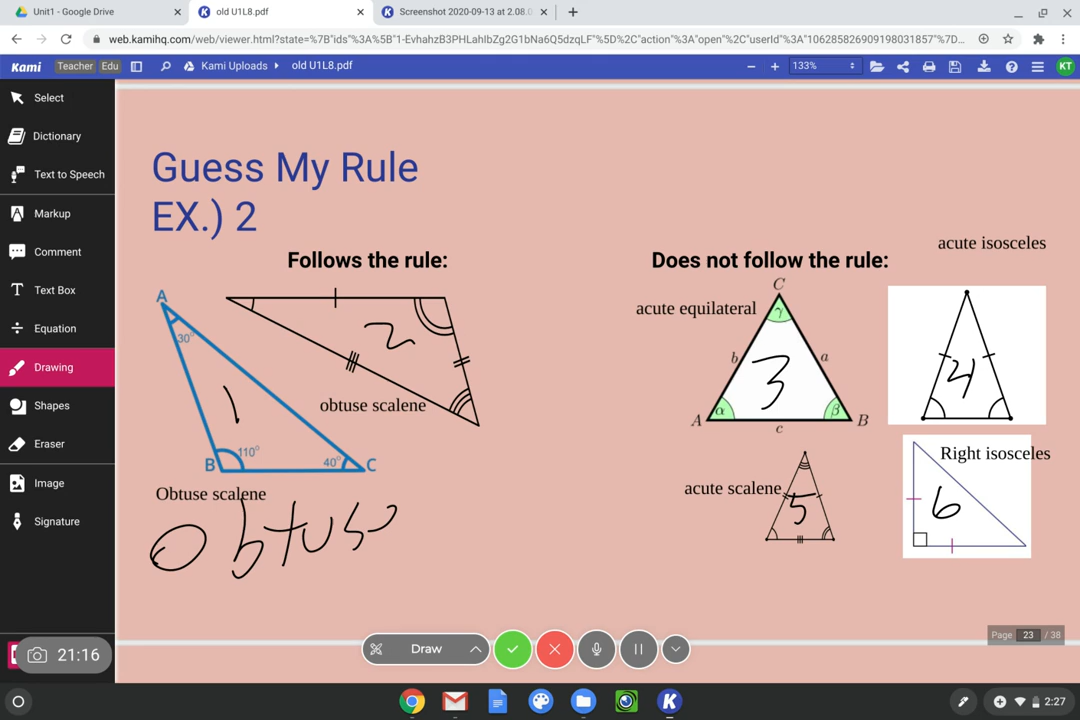 Unit1 - Google Drive
old U1L8.pdf
Screenshot 2020-09-13 at 2.08.0
web.kamihq.com/web/viewer.html?state=%7B"ids"%3A%5B"1-EvhahzB3PHLahIbZg2G1bNa6Q5dzqLF"%5D%2C"action"%3A"open"%2C"userId"%3A"106285826909198031857"%7D...
Kami Teacher Edu Kami Uploads old U1L8.pdf 133% KT
Select
Dictionary
Text to Speech
Markup
Comment
Text Box
Equation
Drawing
Shapes
Eraser
Image
Signature
Guess My Rule
EX.) 2
Follows the rule:
A
30°
1
B
110°
40°
C
Obtuse scalene
2
obtuse scalene
Obtuse
Does not follow the rule:
acute equilateral
C
γ
b
a
3
A
α
β
B
c
acute isosceles
4
acute scalene
5
Right isosceles
6
Page 23 / 38
21:16
Draw
2:27